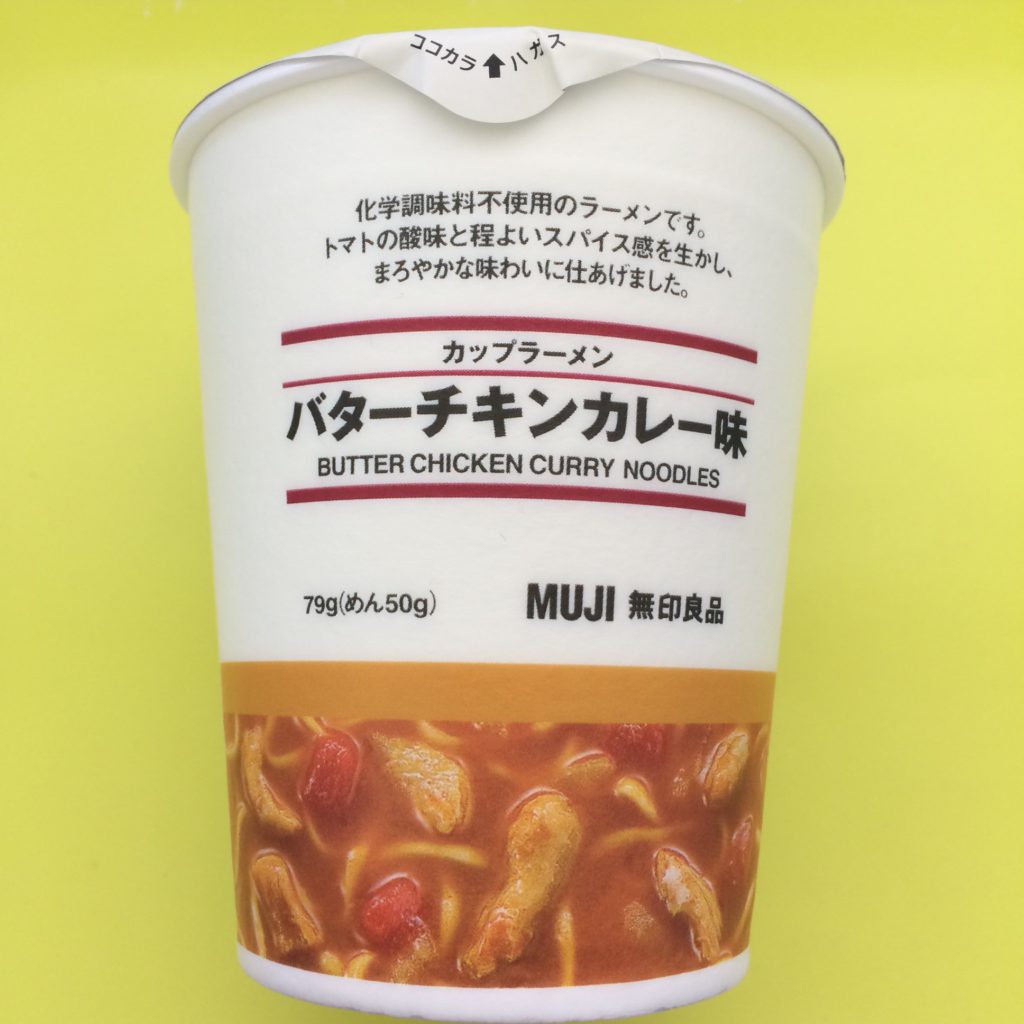 ココカラ⬆ハガス
化学調味料不使用のラーメンです。
トマトの酸味と程よいスパイス感を生かし、
まろやかな味わいに仕あげました。
カップラーメン
バターチキンカレー味
BUTTER CHICKEN CURRY NOODLES
79g(めん50g) MUJI 無印良品